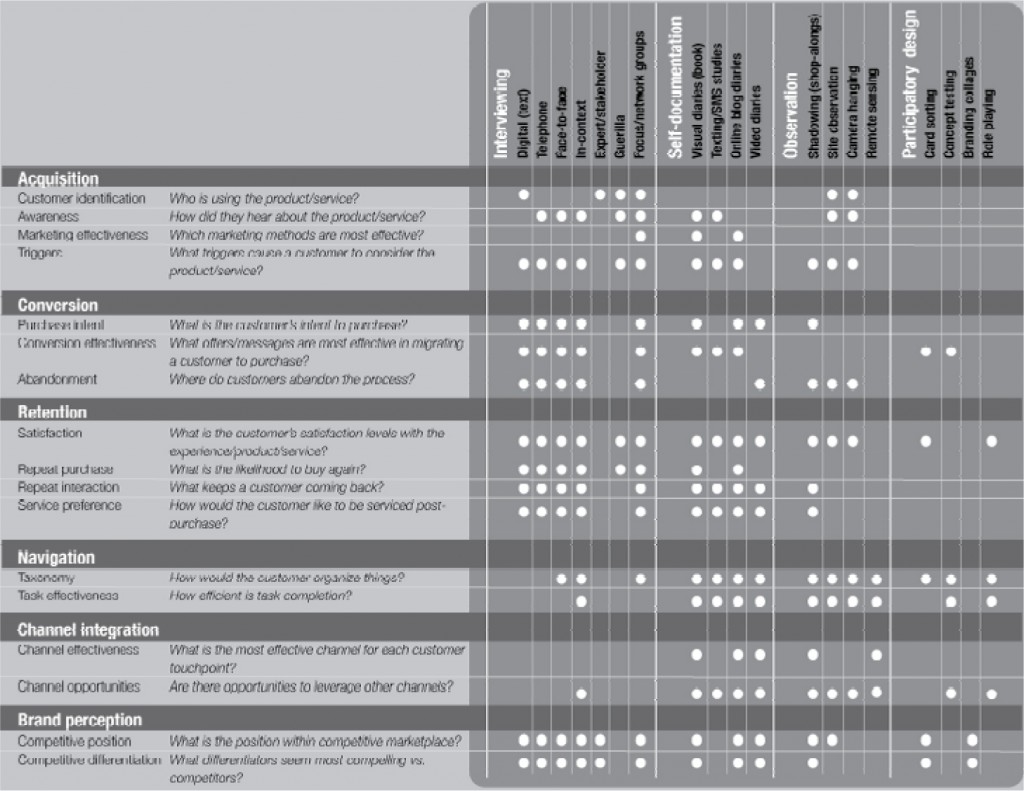 Interviewing
Digital (text)
Telephone
Face-to-face
In-context
Expert/stakeholder
Guerilla
Focus/network groups
Self-documentation
Visual diaries (book)
Texting/SMS studies
Online blog diaries
Video diaries
Observation
Shadowing (shop-alongs)
Site observation
Camera hanging
Remote sensing
Participatory design
Card sorting
Concept testing
Branding collages
Role playing
Acquisition
Customer identification Who is using the product/service?
Awareness How did they hear about the product/service?
Marketing effectiveness Which marketing methods are most effective?
Triggers What triggers cause a customer to consider the
product/service?
Conversion
Purchase intent What is the customer's intent to purchase?
Conversion effectiveness What offers/messages are most effective in migrating
a customer to purchase?
Abandonment Where do customers abandon the process?
Retention
Satisfaction What is the customer's satisfaction levels with the
experience/product/service?
Repeat purchase What is the likelihood to buy again?
Repeat interaction What keeps a customer coming back?
Service preference How would the customer like to be serviced post-
purchase?
Navigation
Taxonomy How would the customer organize things?
Task effectiveness How efficient is task completion?
Channel integration
Channel effectiveness What is the most effective channel for each customer
touchpoint?
Channel opportunities Are there opportunities to leverage other channels?
Brand perception
Competitive position What is the position within competitive marketplace?
Competitive differentiation What differentiators seem most compelling vs.
competitors?